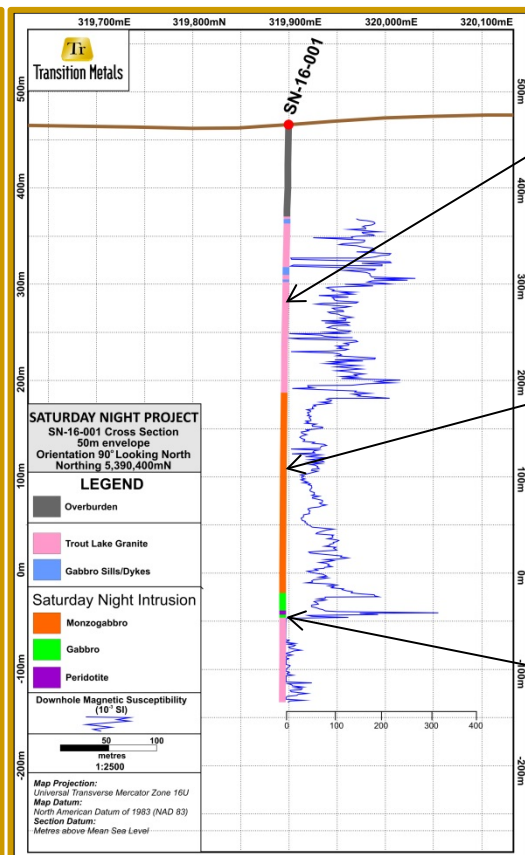 319,700mE 319,800mN 319,900mE 320,000mE 320,100mE
Tr
Transition Metals
SN-16-001
500m 500m
400m 400m
300m 300m
200m 200m
100m 100m
0m 0m
-100m -100m
-200m -200m
SATURDAY NIGHT PROJECT
SN-16-001 Cross Section
50m envelope
Orientation 90° Looking North
Northing 5,390,400mN
LEGEND
Overburden
Trout Lake Granite
Gabbro Sills/Dykes
Saturday Night Intrusion
Monzogabbro
Gabbro
Peridotite
Downhole Magnetic Susceptibility
(10⁻³ SI)
50 100
metres
1:2500
Map Projection:
Universal Transverse Mercator Zone 16U
Map Datum:
North American Datum of 1983 (NAD 83)
Section Datum:
Metres above Mean Sea Level
0 100 200 300 400